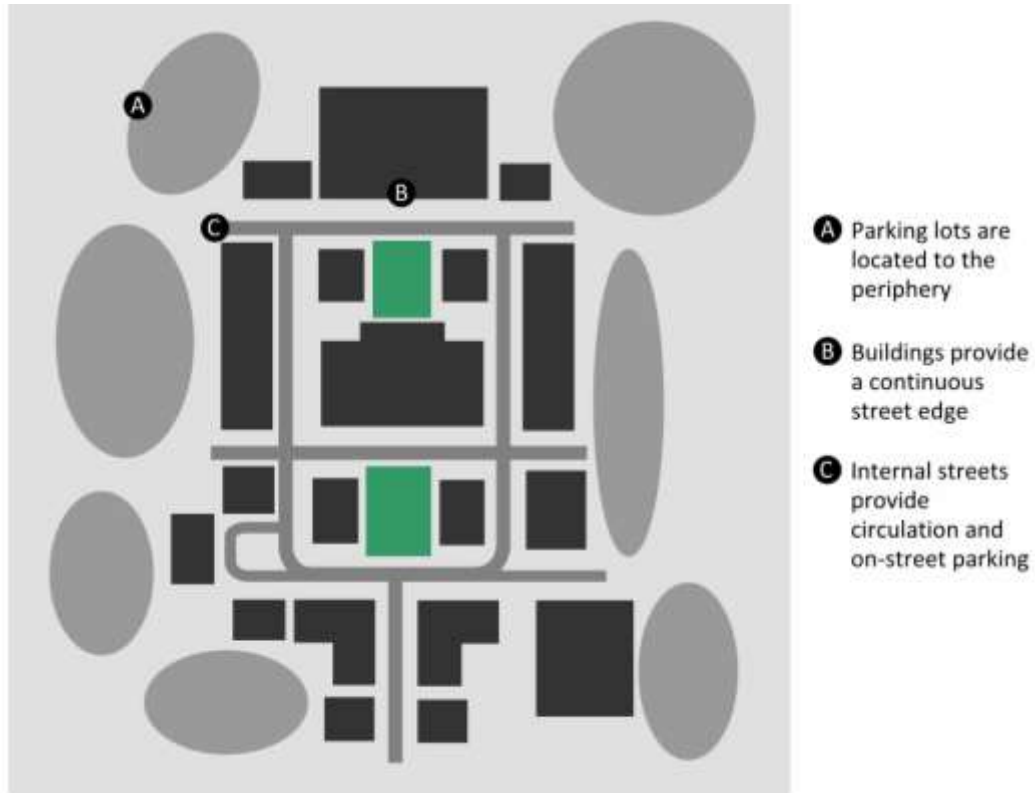 A
B
C
A Parking lots are
located to the
periphery
B Buildings provide
a continuous
street edge
C Internal streets
provide
circulation and
on-street parking